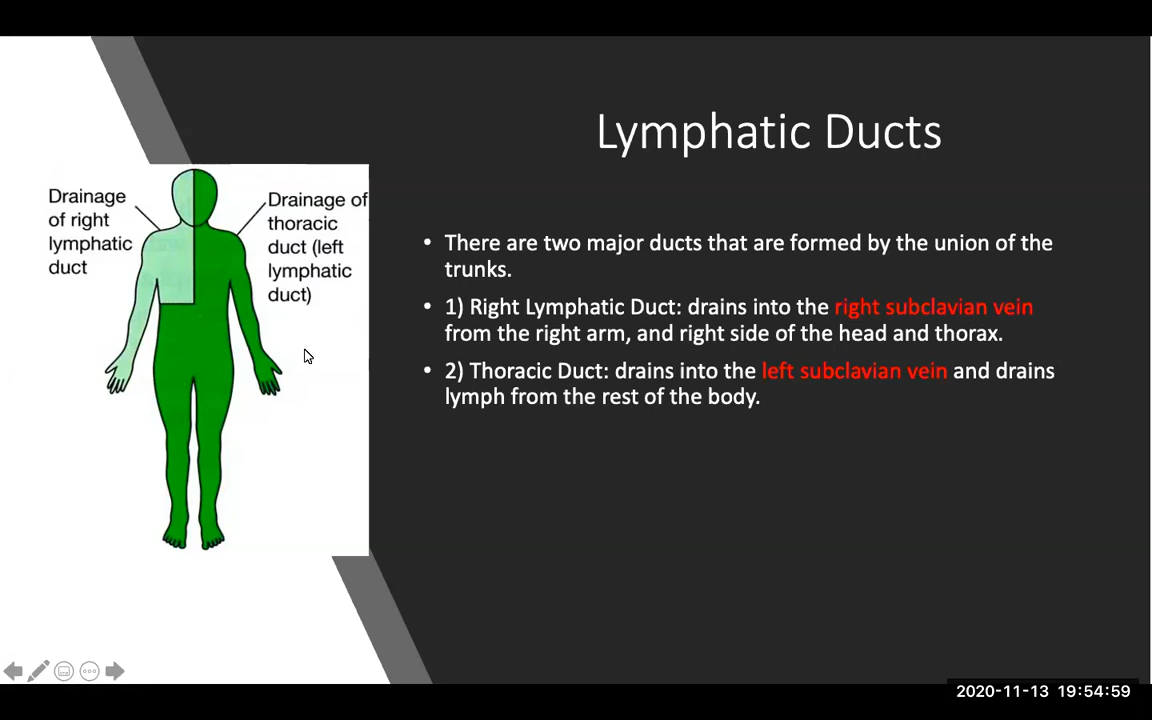 Lymphatic Ducts
Drainage
of right
lymphatic
duct
Drainage of
thoracic
duct (left
lymphatic
duct)
• There are two major ducts that are formed by the union of the
trunks.
• 1) Right Lymphatic Duct: drains into the right subclavian vein
from the right arm, and right side of the head and thorax.
• 2) Thoracic Duct: drains into the left subclavian vein and drains
lymph from the rest of the body.
2020-11-13 19:54:59